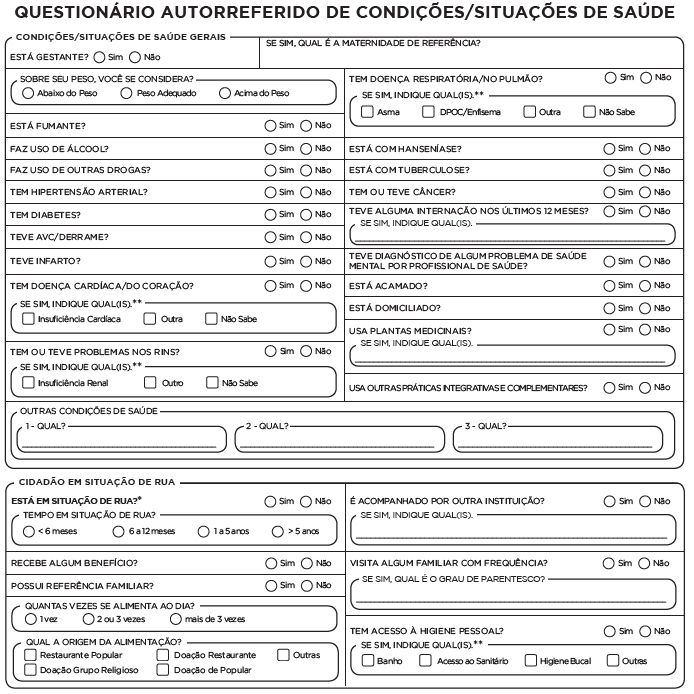 QUESTIONÁRIO AUTORREFERIDO DE CONDIÇÕES/SITUAÇÕES DE SAÚDE
CONDIÇÕES/SITUAÇÕES DE SAÚDE GERAIS
ESTÁ GESTANTE? Sim Não
SE SIM, QUAL É A MATERNIDADE DE REFERÊNCIA?
SOBRE SEU PESO, VOCÊ SE CONSIDERA?
Abaixo do Peso Peso Adequado Acima do Peso
ESTÁ FUMANTE? Sim Não
FAZ USO DE ÁLCOOL? Sim Não
FAZ USO DE OUTRAS DROGAS? Sim Não
TEM HIPERTENSÃO ARTERIAL? Sim Não
TEM DIABETES? Sim Não
TEVE AVC/DERRAME? Sim Não
TEVE INFARTO? Sim Não
TEM DOENÇA CARDÍACA/DO CORAÇÃO? Sim Não
SE SIM, INDIQUE QUAL(IS).**
Insuficiência Cardíaca Outra Não Sabe
TEM OU TEVE PROBLEMAS NOS RINS? Sim Não
SE SIM, INDIQUE QUAL(IS).**
Insuficiência Renal Outro Não Sabe
TEM DOENÇA RESPIRATÓRIA/NO PULMÃO? Sim Não
SE SIM, INDIQUE QUAL(IS).**
Asma DPOC/Enfisema Outra Não Sabe
ESTÁ COM HANSENÍASE? Sim Não
ESTÁ COM TUBERCULOSE? Sim Não
TEM OU TEVE CÂNCER? Sim Não
TEVE ALGUMA INTERNAÇÃO NOS ÚLTIMOS 12 MESES? Sim Não
SE SIM, INDIQUE QUAL(IS).
TEVE DIAGNÓSTICO DE ALGUM PROBLEMA DE SAÚDE
MENTAL POR PROFISSIONAL DE SAÚDE? Sim Não
ESTÁ ACAMADO? Sim Não
ESTÁ DOMICILIADO? Sim Não
USA PLANTAS MEDICINAIS? Sim Não
SE SIM, INDIQUE QUAL(IS).
USA OUTRAS PRÁTICAS INTEGRATIVAS E COMPLEMENTARES? Sim Não
OUTRAS CONDIÇÕES DE SAÚDE
1 - QUAL? 2 - QUAL? 3 - QUAL?
CIDADÃO EM SITUAÇÃO DE RUA
ESTÁ EM SITUAÇÃO DE RUA?* Sim Não
TEMPO EM SITUAÇÃO DE RUA?
< 6 meses 6 a 12 meses 1 a 5 anos > 5 anos
RECEBE ALGUM BENEFÍCIO? Sim Não
POSSUI REFERÊNCIA FAMILIAR? Sim Não
QUANTAS VEZES SE ALIMENTA AO DIA?
1 vez 2 ou 3 vezes mais de 3 vezes
QUAL A ORIGEM DA ALIMENTAÇÃO?
Restaurante Popular Doação Restaurante Outras
Doação Grupo Religioso Doação de Popular
É ACOMPANHADO POR OUTRA INSTITUIÇÃO? Sim Não
SE SIM, INDIQUE QUAL(IS).
VISITA ALGUM FAMILIAR COM FREQUÊNCIA? Sim Não
SE SIM, QUAL É O GRAU DE PARENTESCO?
TEM ACESSO À HIGIENE PESSOAL? Sim Não
SE SIM, INDIQUE QUAL(IS).**
Banho Acesso ao Sanitário Higiene Bucal Outras